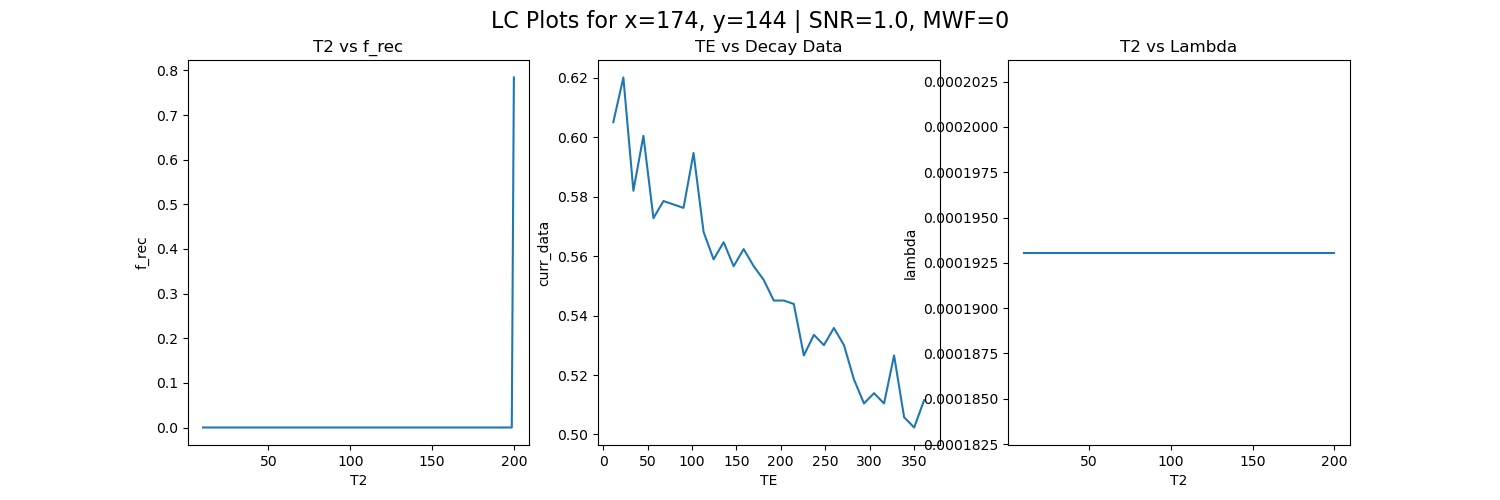 LC Plots for x=174, y=144 | SNR=1.0, MWF=0
T2 vs f_rec
0.8
0.7
0.6
0.5
0.4
0.3
0.2
0.1
0.0
f_rec
50 100 150 200
T2
TE vs Decay Data
0.62
0.60
0.58
0.56
0.54
0.52
0.50
curr_data
0 50 100 150 200 250 300 350
TE
T2 vs Lambda
0.0002025
0.0002000
0.0001975
0.0001950
0.0001925
0.0001900
0.0001875
0.0001850
0.0001825
lambda
50 100 150 200
T2